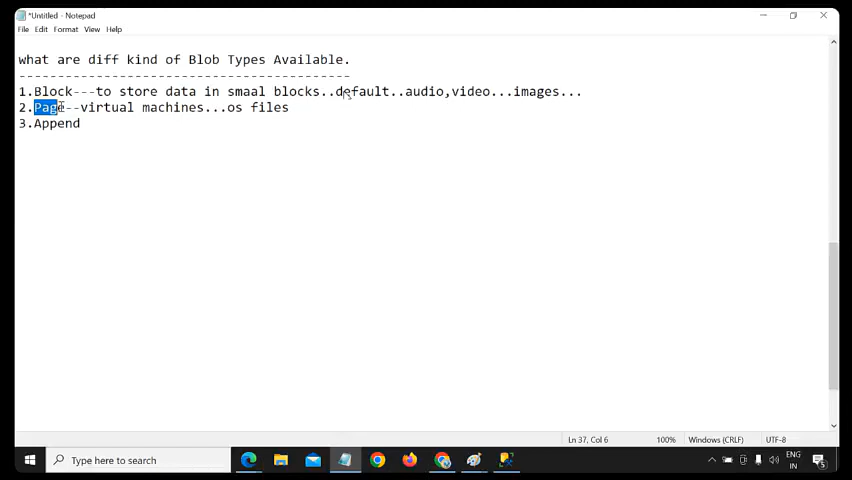 *Untitled - Notepad
File Edit Format View Help
what are diff kind of Blob Types Available.
-------------------------------------------
1.Block---to store data in smaal blocks..default..audio,video...images...
2.Page--virtual machines...os files
3.Append
Ln 37, Col 6 100% Windows (CRLF) UTF-8
Type here to search
ENG
IN
5